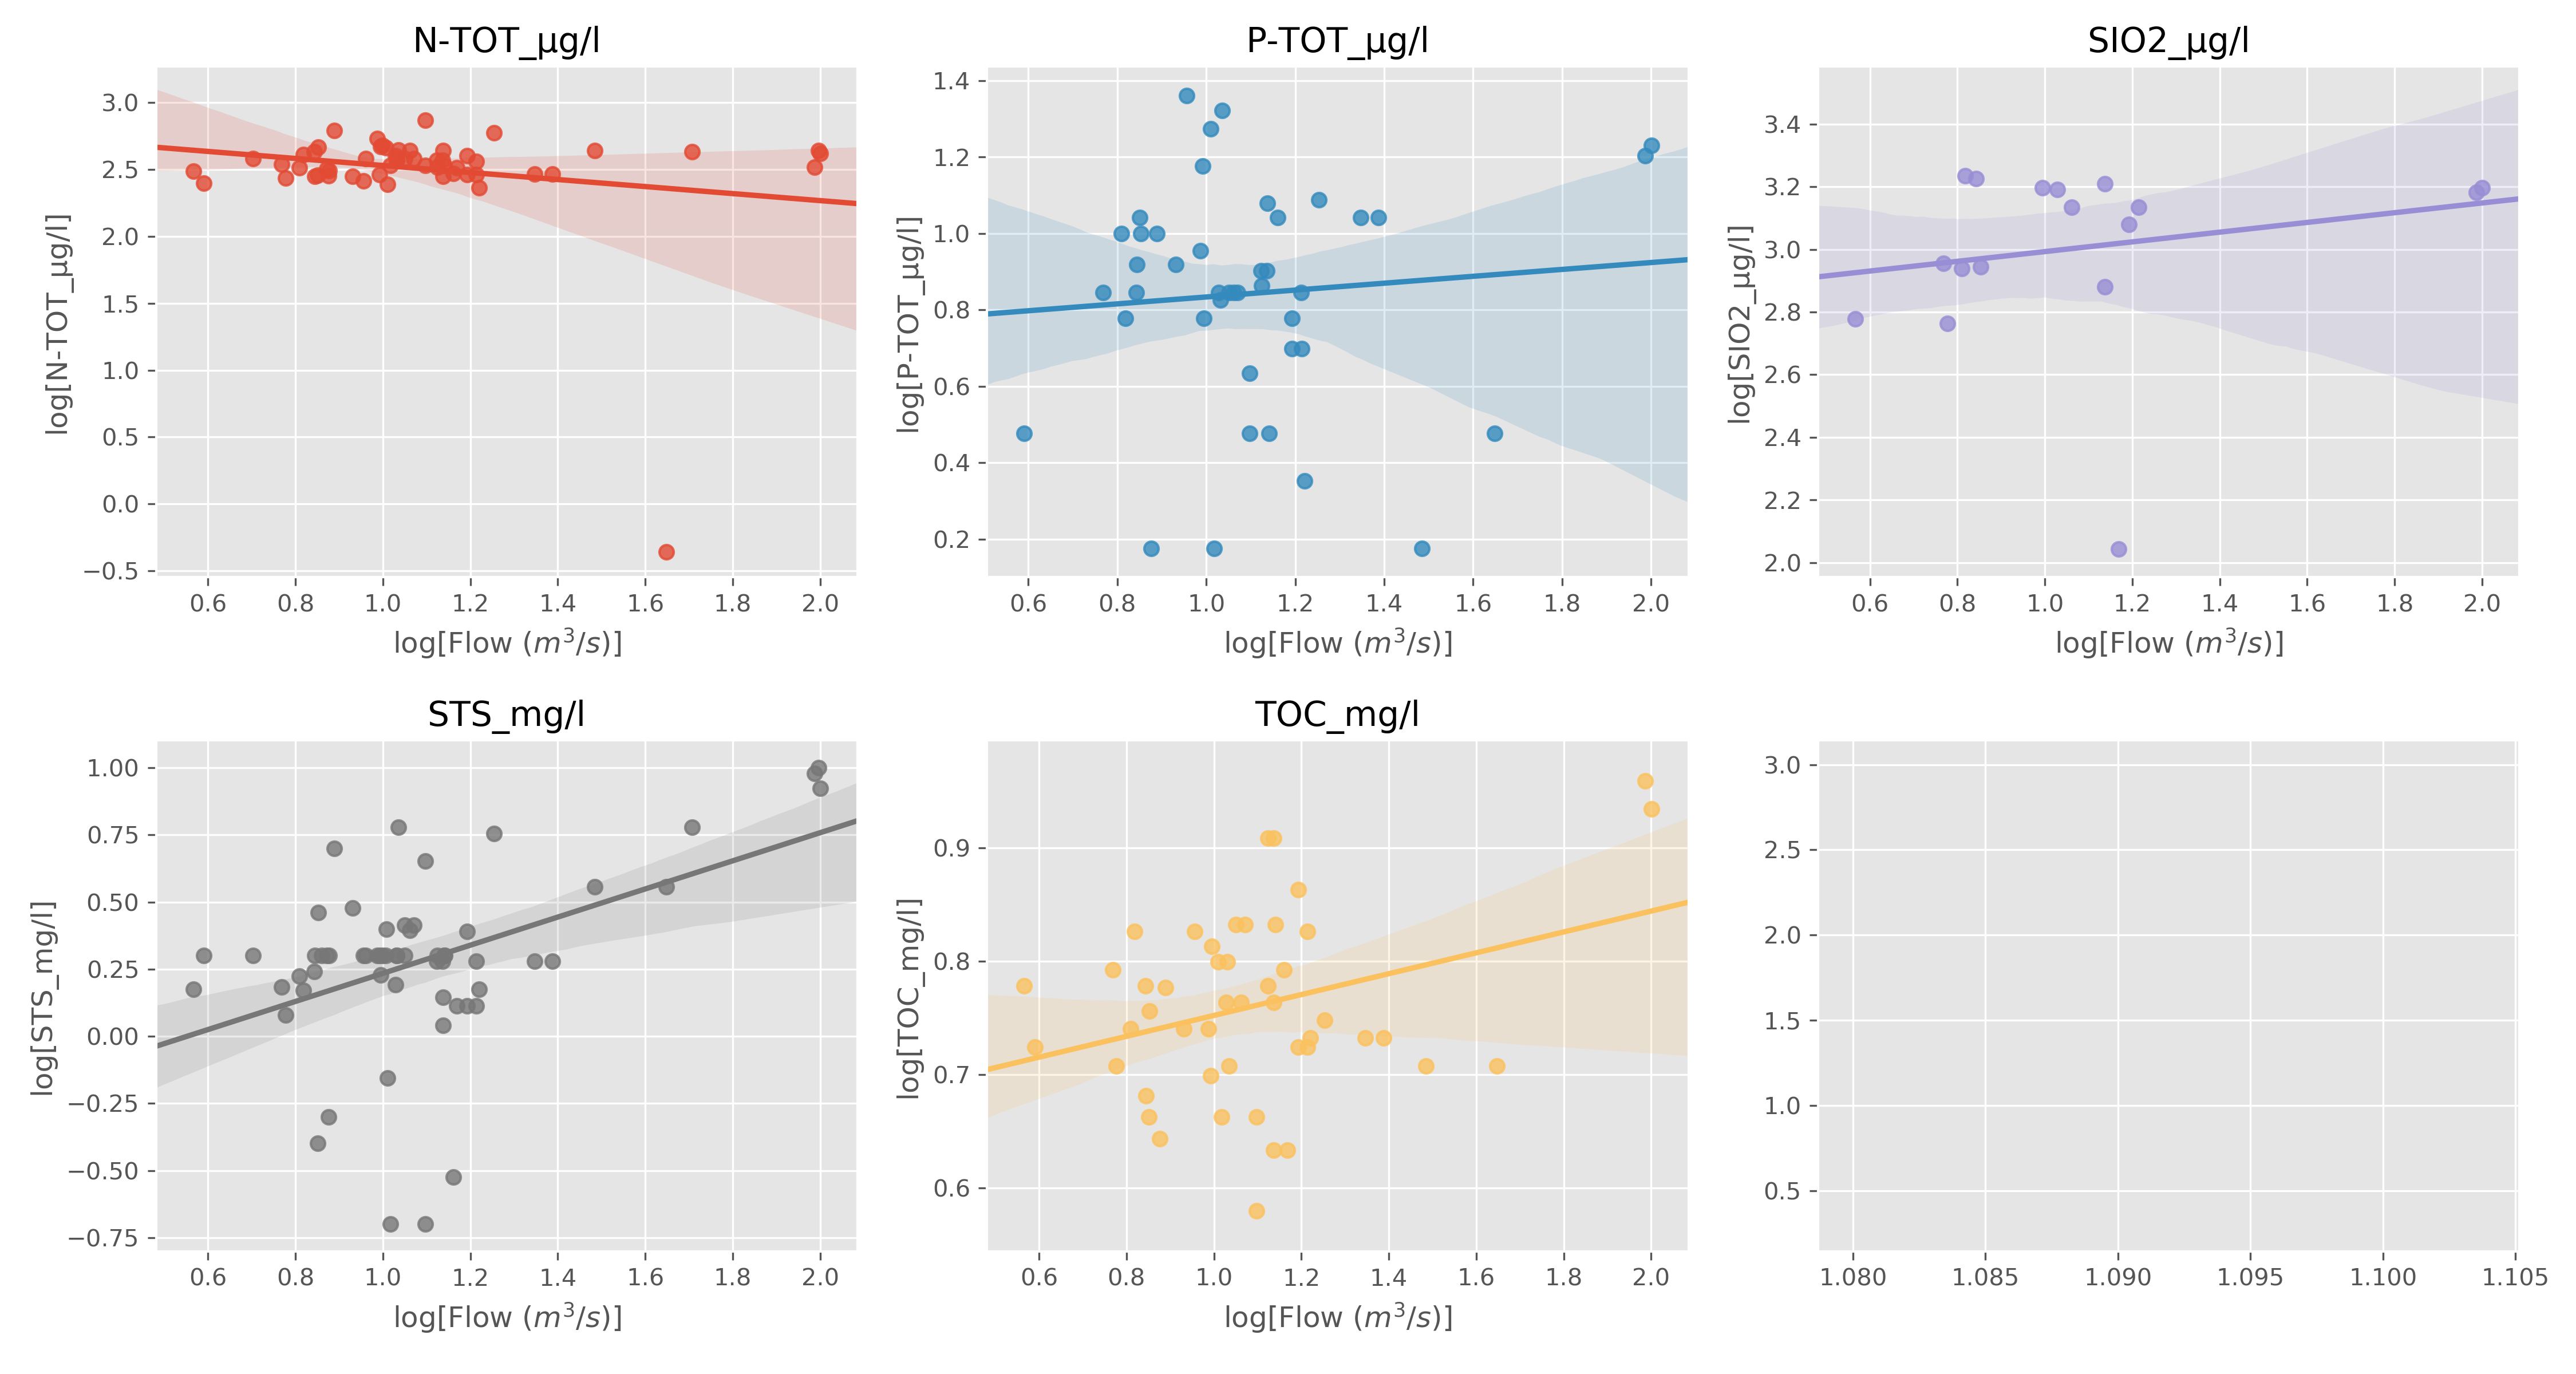 N-TOT_µg/l
P-TOT_µg/l
SIO2_µg/l
log[N-TOT_µg/l]
3.0
2.5
2.0
1.5
1.0
0.5
0.0
−0.5
0.6 0.8 1.0 1.2 1.4 1.6 1.8 2.0
log[Flow (m³/s)]
log[P-TOT_µg/l]
1.4
1.2
1.0
0.8
0.6
0.4
0.2
0.6 0.8 1.0 1.2 1.4 1.6 1.8 2.0
log[Flow (m³/s)]
log[SIO2_µg/l]
3.4
3.2
3.0
2.8
2.6
2.4
2.2
2.0
0.6 0.8 1.0 1.2 1.4 1.6 1.8 2.0
log[Flow (m³/s)]
STS_mg/l
TOC_mg/l
log[STS_mg/l]
1.00
0.75
0.50
0.25
0.00
−0.25
−0.50
−0.75
0.6 0.8 1.0 1.2 1.4 1.6 1.8 2.0
log[Flow (m³/s)]
log[TOC_mg/l]
0.9
0.8
0.7
0.6
0.6 0.8 1.0 1.2 1.4 1.6 1.8 2.0
log[Flow (m³/s)]
3.0
2.5
2.0
1.5
1.0
0.5
1.080 1.085 1.090 1.095 1.100 1.105